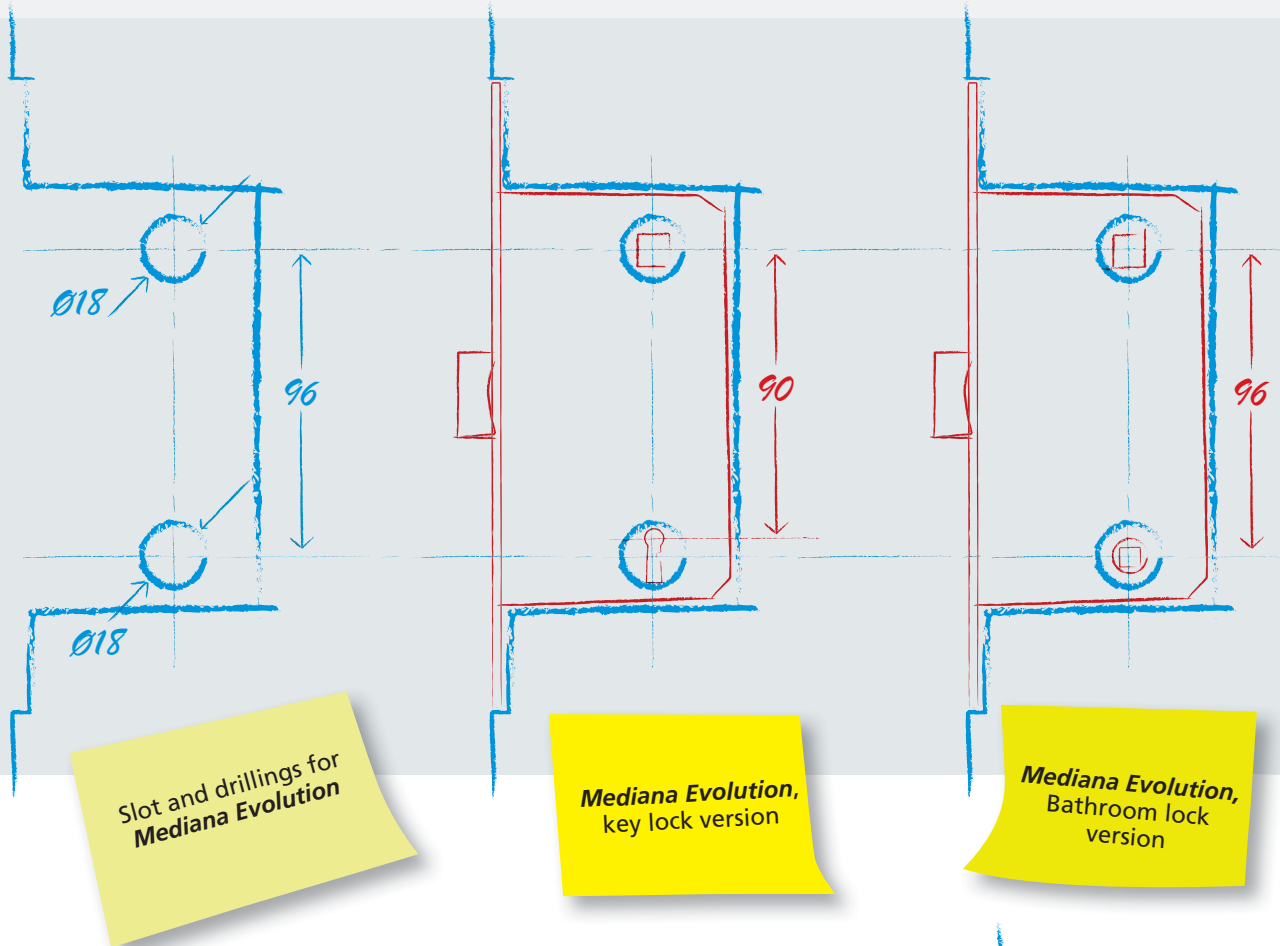 Ø18
96
Ø18
90
96
Slot and drillings for
Mediana Evolution
Mediana Evolution,
key lock version
Mediana Evolution,
Bathroom lock
version